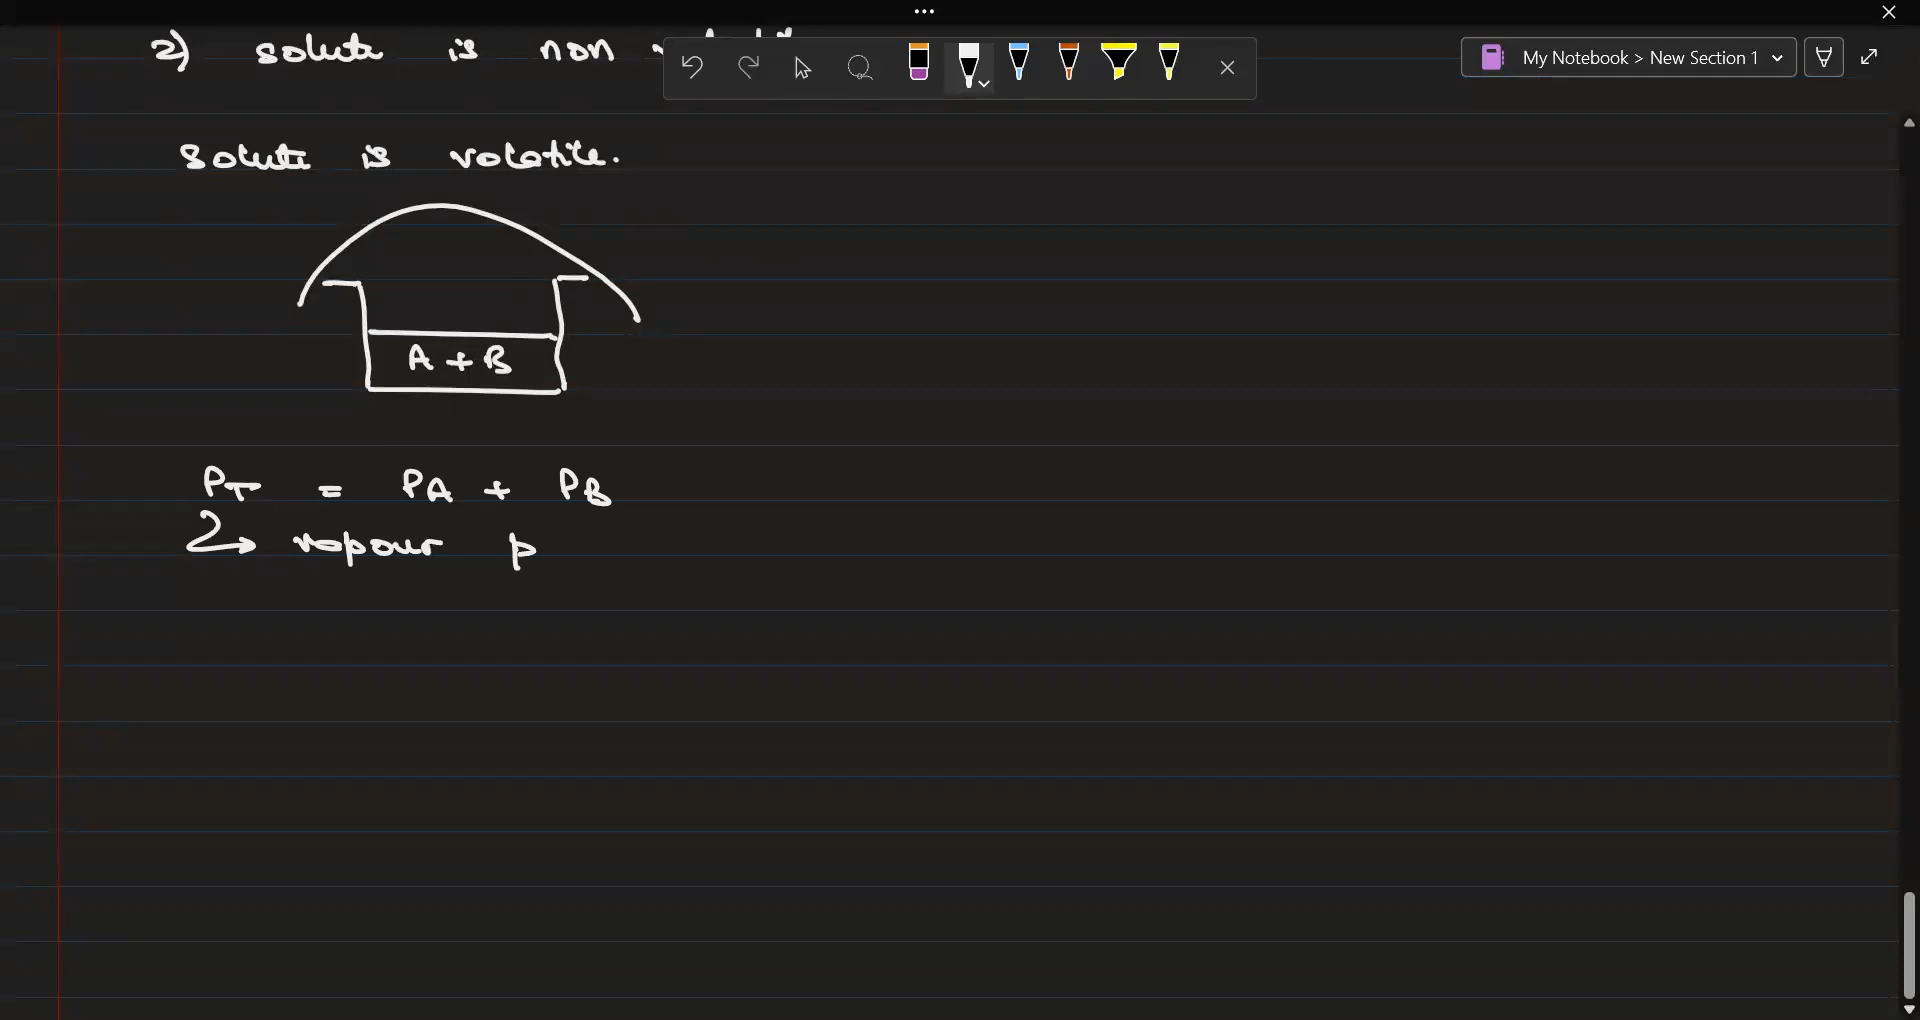 ...
My Notebook > New Section 1
2) solute is non
solute is volatile.
A + B
PT = PA + PB
vapour p